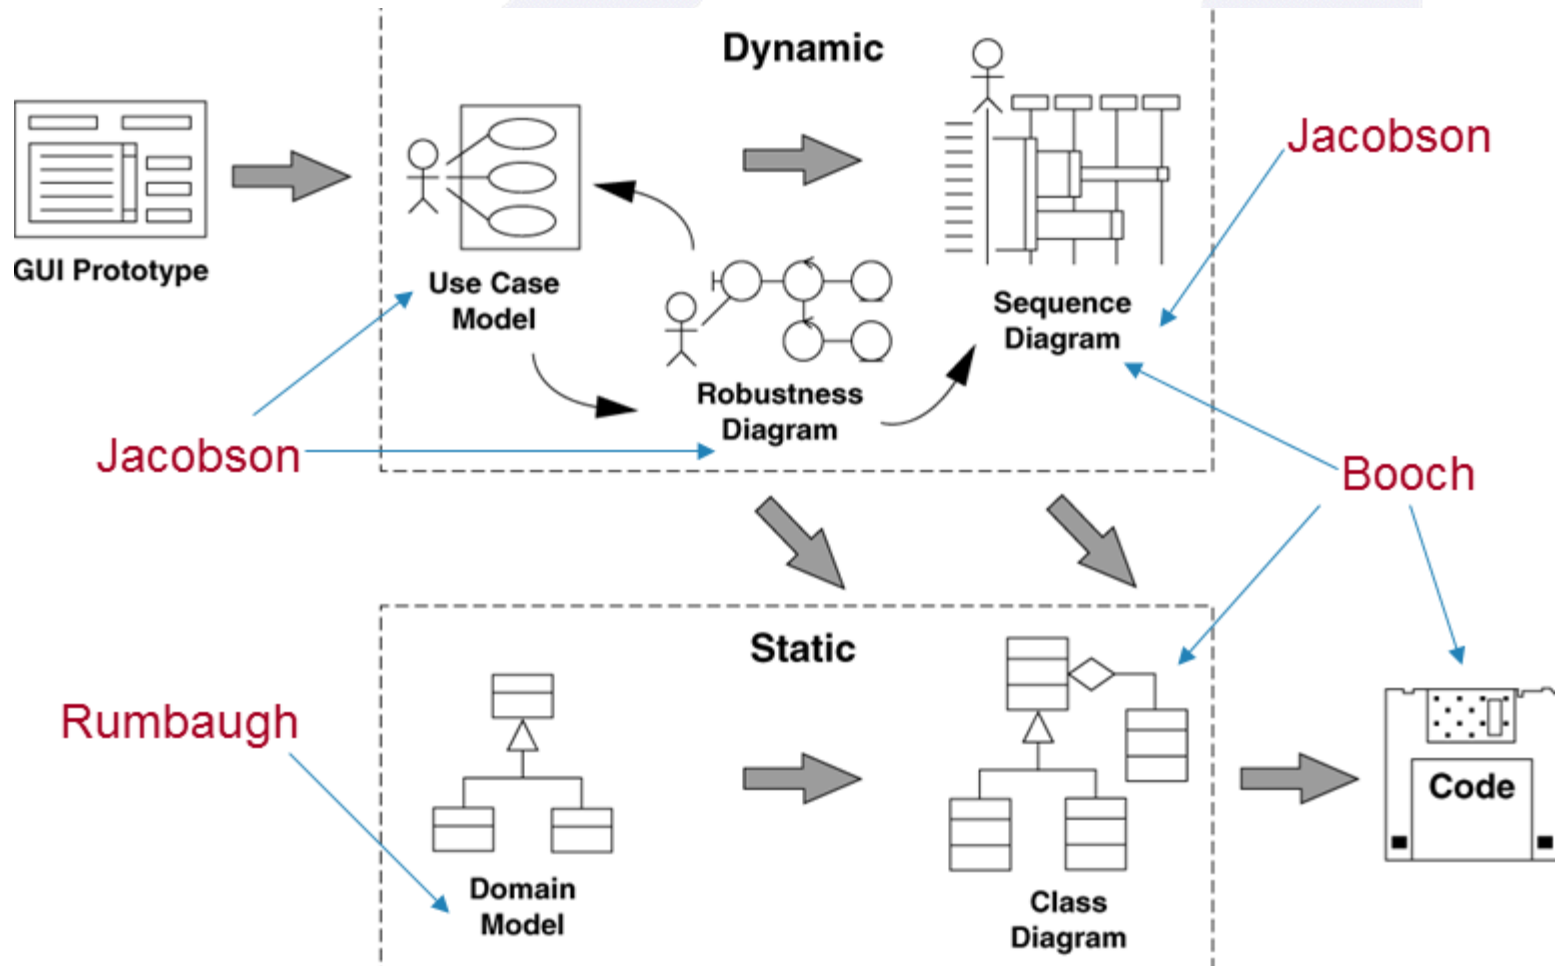 Dynamic
Jacobson
GUI Prototype
Use Case
Model
Sequence
Diagram
Robustness
Diagram
Jacobson
Booch
Static
Rumbaugh
Code
Domain
Model
Class
Diagram